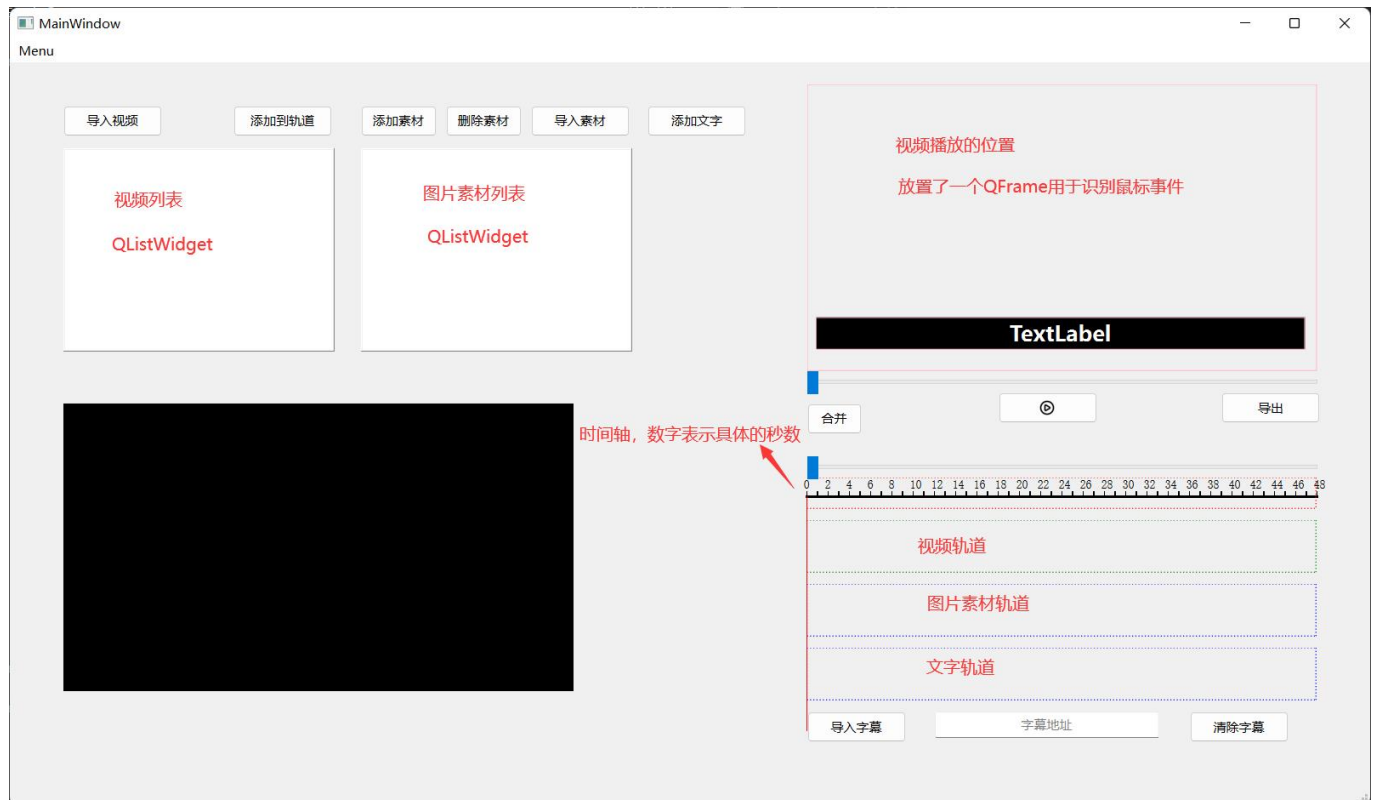 MainWindow
Menu
导入视频 添加到轨道 添加素材 删除素材 导入素材 添加文字
视频列表
QListWidget
图片素材列表
QListWidget
视频播放的位置
放置了一个QFrame用于识别鼠标事件
TextLabel
合并 导出
时间轴，数字表示具体的秒数
0 2 4 6 8 10 12 14 16 18 20 22 24 26 28 30 32 34 36 38 40 42 44 46 48
视频轨道
图片素材轨道
文字轨道
导入字幕 字幕地址 清除字幕